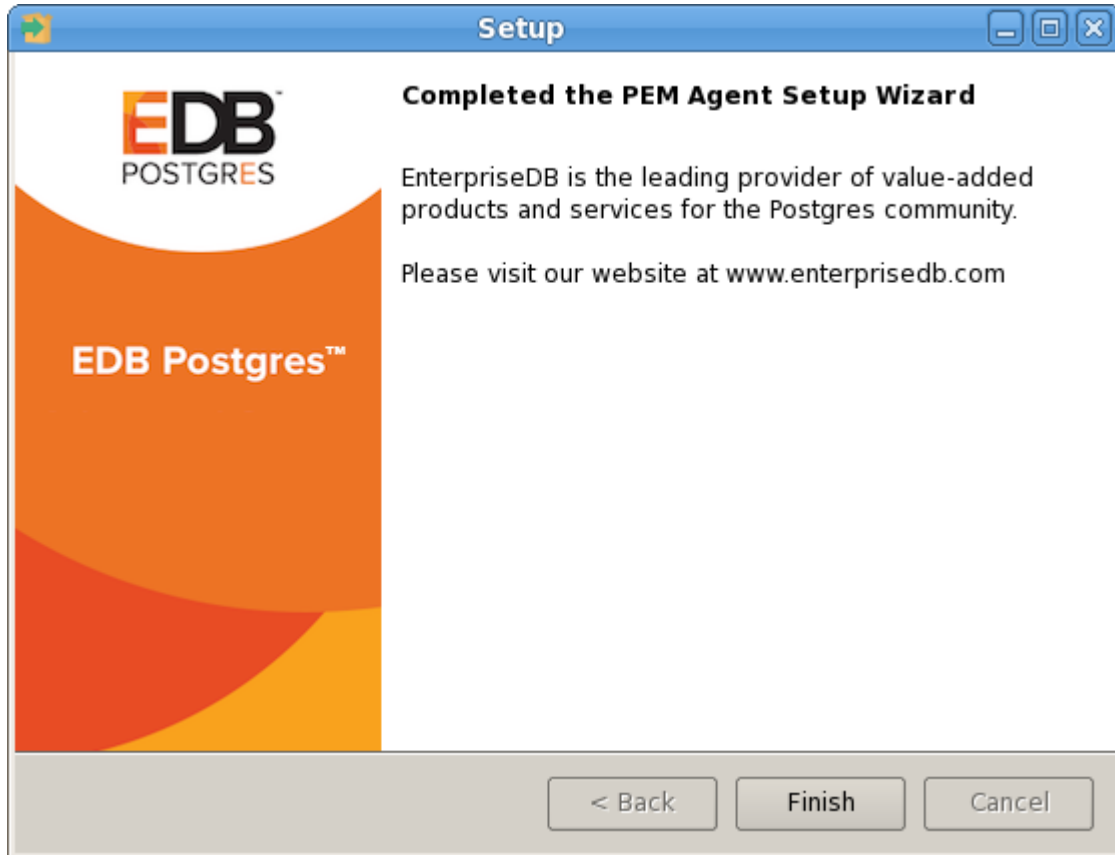 Setup
EDB™
POSTGRES
EDB Postgres™
Completed the PEM Agent Setup Wizard
EnterpriseDB is the leading provider of value-added
products and services for the Postgres community.
Please visit our website at www.enterprisedb.com
< Back
Finish
Cancel